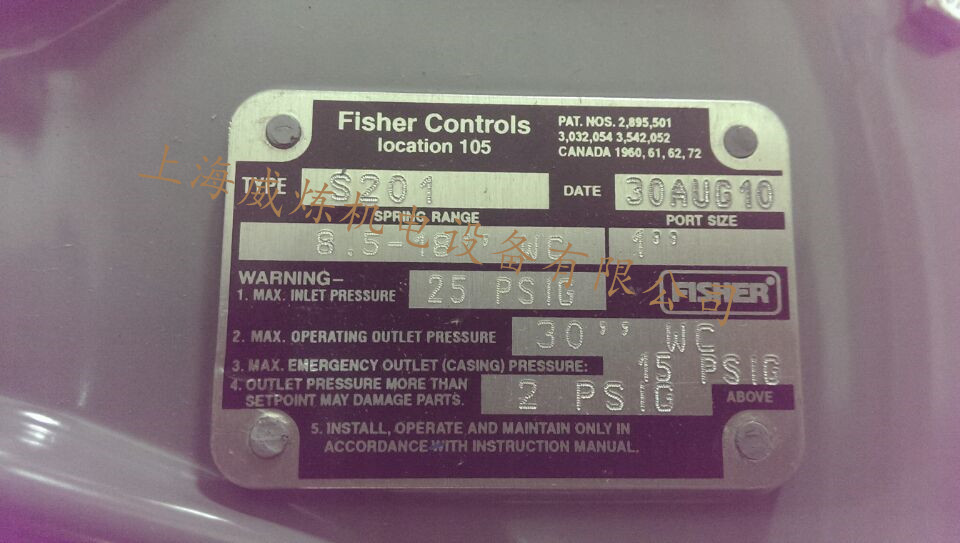 Fisher Controls
location 105
PAT. NOS. 2,895,501
3,032,054 3,542,052
CANADA 1960, 61, 62, 72
TYPE S201
DATE 30AUG10
SPRING RANGE
8.5-18'' WC
PORT SIZE
1''
WARNING–
1. MAX. INLET PRESSURE 25 PSIG
FISHER®
2. MAX. OPERATING OUTLET PRESSURE 30'' WC
3. MAX. EMERGENCY OUTLET (CASING) PRESSURE: 15 PSIG
4. OUTLET PRESSURE MORE THAN 2 PSIG ABOVE
SETPOINT MAY DAMAGE PARTS.
5. INSTALL, OPERATE AND MAINTAIN ONLY IN
ACCORDANCE WITH INSTRUCTION MANUAL.
上海威炼机电设备有限公司